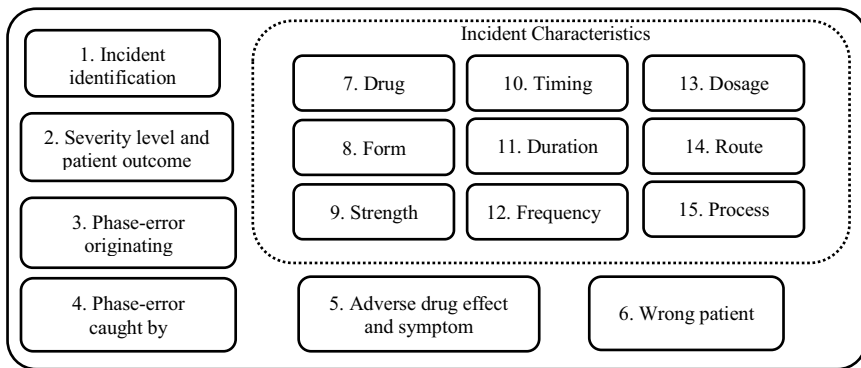 Incident Characteristics
1. Incident
identification
2. Severity level and
patient outcome
3. Phase-error
originating
4. Phase-error
caught by
7. Drug
10. Timing
13. Dosage
8. Form
11. Duration
14. Route
9. Strength
12. Frequency
15. Process
5. Adverse drug effect
and symptom
6. Wrong patient